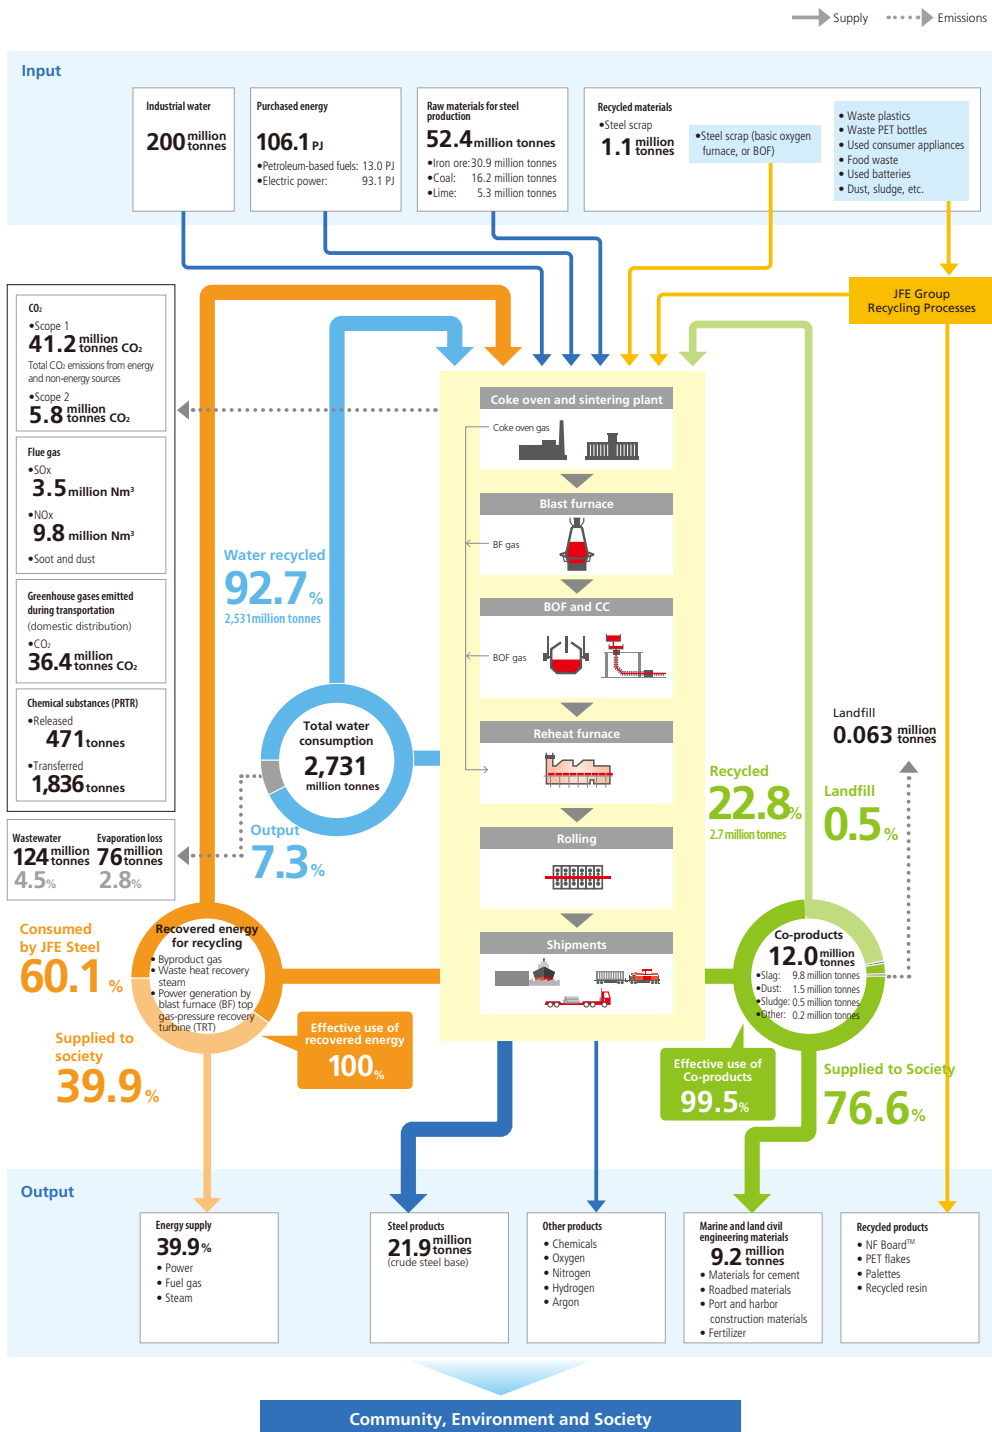 Supply
Emissions
Input
Industrial water
200 million tonnes
Purchased energy
106.1 PJ
•Petroleum-based fuels: 13.0 PJ
•Electric power: 93.1 PJ
Raw materials for steel
production
52.4 million tonnes
•Iron ore: 30.9 million tonnes
•Coal: 16.2 million tonnes
•Lime: 5.3 million tonnes
Recycled materials
•Steel scrap
1.1 million tonnes
•Steel scrap (basic oxygen
furnace, or BOF)
• Waste plastics
• Waste PET bottles
• Used consumer appliances
• Food waste
• Used batteries
• Dust, sludge, etc.
JFE Group
Recycling Processes
CO₂
•Scope 1
41.2 million tonnes CO₂
Total CO₂ emissions from energy
and non-energy sources
•Scope 2
5.8 million tonnes CO₂
Flue gas
•SOx
3.5 million Nm³
•NOx
9.8 million Nm³
•Soot and dust
Greenhouse gases emitted
during transportation
(domestic distribution)
•CO₂
36.4 million tonnes CO₂
Chemical substances (PRTR)
•Released
471 tonnes
•Transferred
1,836 tonnes
Wastewater
124 million tonnes
4.5%
Evaporation loss
76 million tonnes
2.8%
Water recycled
92.7%
2,531 million tonnes
Total water
consumption
2,731
million tonnes
Output
7.3%
Coke oven and sintering plant
Coke oven gas
Blast furnace
BF gas
BOF and CC
BOF gas
Reheat furnace
Rolling
Shipments
Recycled
22.8%
2.7 million tonnes
Landfill
0.063 million tonnes
Landfill
0.5%
Consumed
by JFE Steel
60.1%
Recovered energy
for recycling
• Byproduct gas
• Waste heat recovery
steam
• Power generation by
blast furnace (BF) top
gas-pressure recovery
turbine (TRT)
Supplied to
society
39.9%
Effective use of
recovered energy
100%
Co-products
12.0 million tonnes
•Slag: 9.8 million tonnes
•Dust: 1.5 million tonnes
•Sludge: 0.5 million tonnes
•Other: 0.2 million tonnes
Effective use of
Co-products
99.5%
Supplied to Society
76.6%
Output
Energy supply
39.9%
• Power
• Fuel gas
• Steam
Steel products
21.9 million tonnes
(crude steel base)
Other products
• Chemicals
• Oxygen
• Nitrogen
• Hydrogen
• Argon
Marine and land civil
engineering materials
9.2 million tonnes
• Materials for cement
• Roadbed materials
• Port and harbor
construction materials
• Fertilizer
Recycled products
• NF Board™
• PET flakes
• Palettes
• Recycled resin
Community, Environment and Society